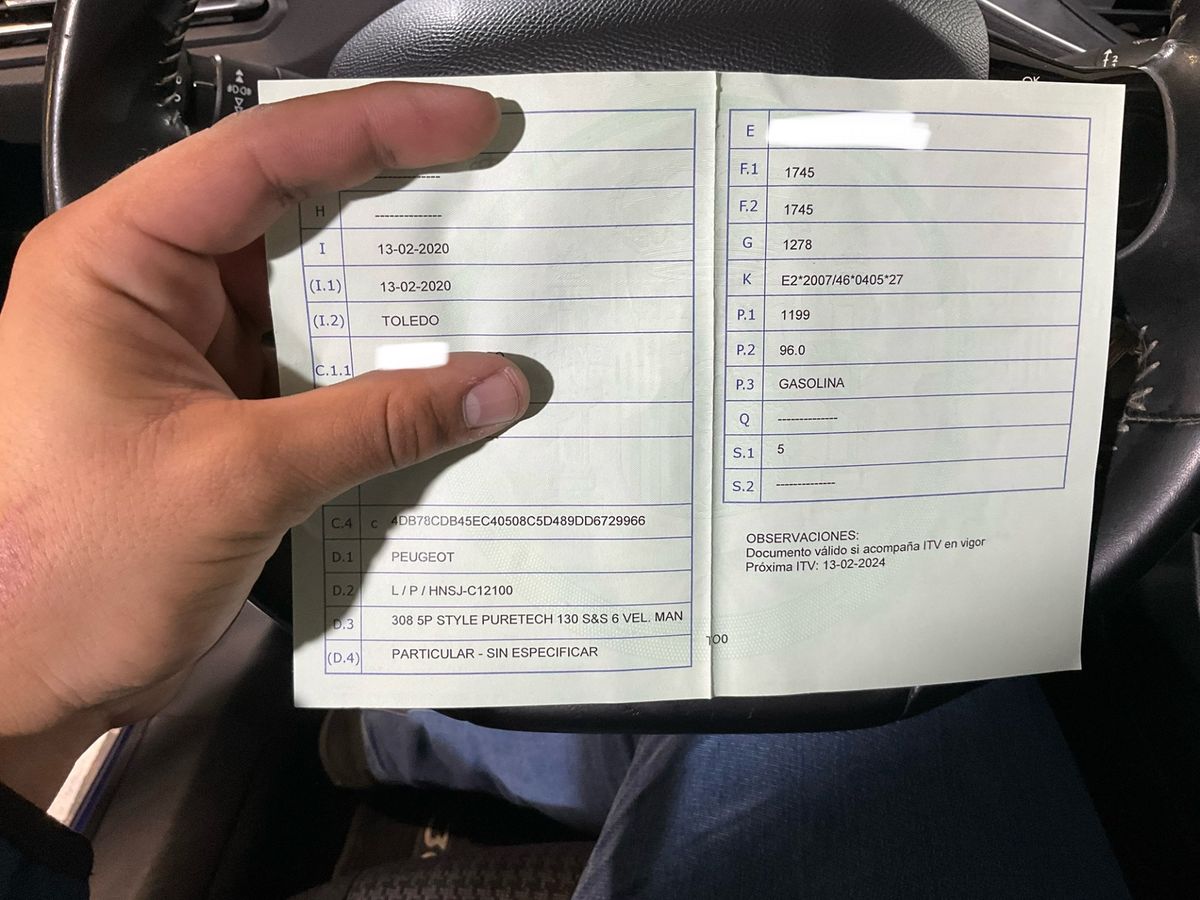 --------------
H --------------
I 13-02-2020
(I.1) 13-02-2020
(I.2) TOLEDO
C.1.1
C.4 c 4DB78CDB45EC40508C5D489DD6729966
D.1 PEUGEOT
D.2 L / P / HNSJ-C12100
D.3 308 5P STYLE PURETECH 130 S&S 6 VEL. MAN
(D.4) PARTICULAR - SIN ESPECIFICAR
E
F.1 1745
F.2 1745
G 1278
K E2*2007/46*0405*27
P.1 1199
P.2 96.0
P.3 GASOLINA
Q --------------
S.1 5
S.2 --------------
OBSERVACIONES:
Documento válido si acompaña ITV en vigor
Próxima ITV: 13-02-2024
100
OK